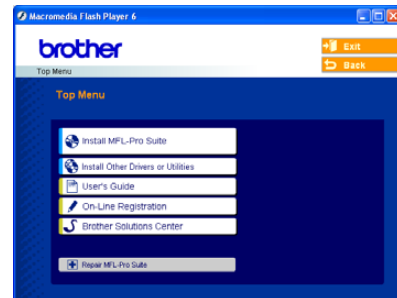 Macromedia Flash Player 6
brother
Exit
Back
Top Menu
Top Menu
Install MFL-Pro Suite
Install Other Drivers or Utilities
User's Guide
On-Line Registration
Brother Solutions Center
Repair MFL-Pro Suite